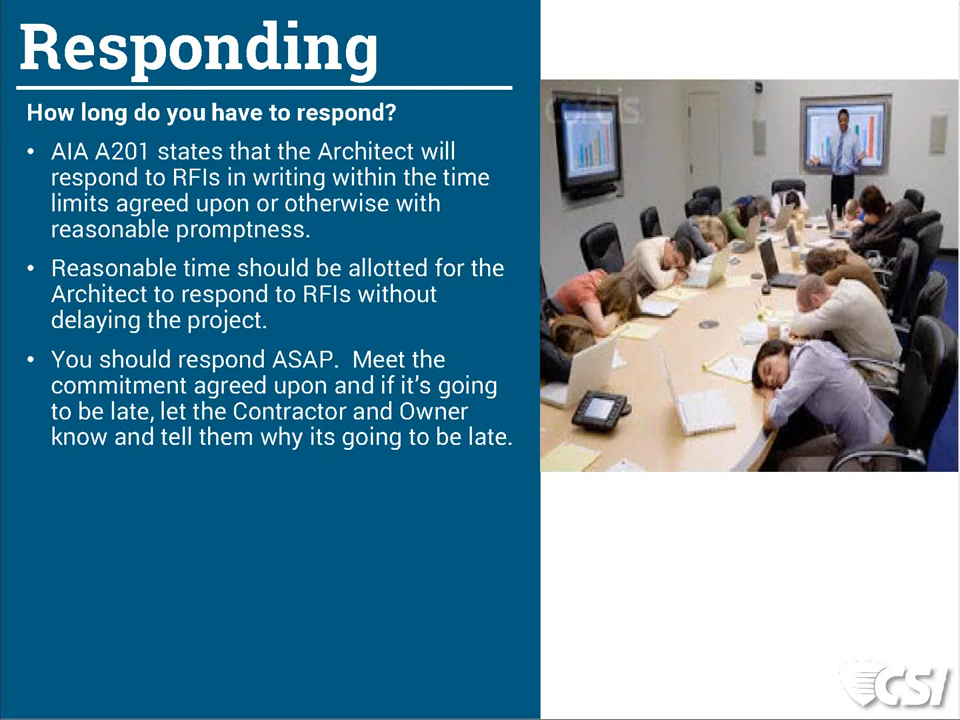 Responding
How long do you have to respond?
• AIA A201 states that the Architect will
respond to RFIs in writing within the time
limits agreed upon or otherwise with
reasonable promptness.
• Reasonable time should be allotted for the
Architect to respond to RFIs without
delaying the project.
• You should respond ASAP.  Meet the
commitment agreed upon and if it's going
to be late, let the Contractor and Owner
know and tell them why its going to be late.
corbis.
CSI